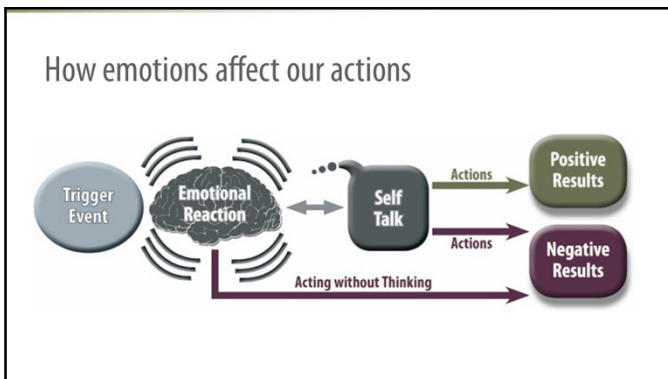 How emotions affect our actions
Trigger
Event
Emotional
Reaction
Self
Talk
Actions
Positive
Results
Actions
Negative
Results
Acting without Thinking